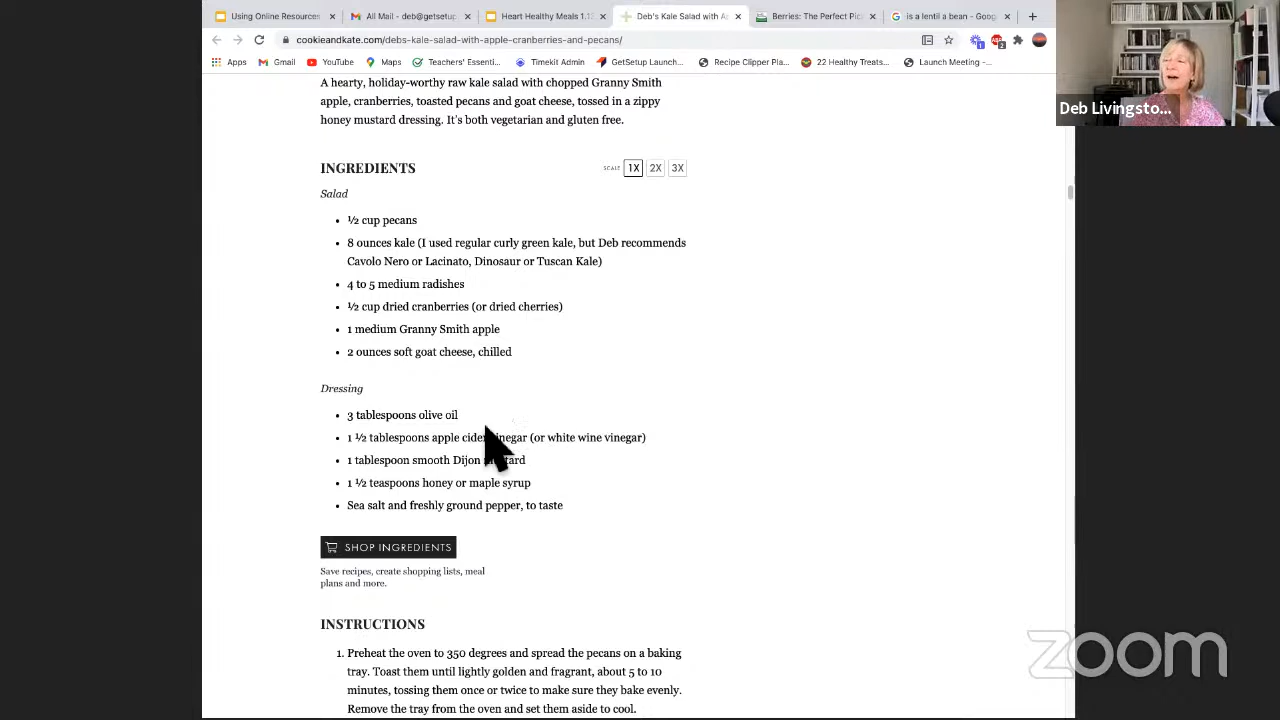 Using Online Resources
All Mail - deb@getsetup
Heart Healthy Meals 1.13
Deb's Kale Salad with Ap
Berries: The Perfect Pic
is a lentil a bean - Goog
cookieandkate.com/debs-kale-salad-with-apple-cranberries-and-pecans/
Apps
Gmail
YouTube
Maps
Teachers' Essenti...
Timekit Admin
GetSetup Launch...
Recipe Clipper Pla...
22 Healthy Treats...
Launch Meeting -...
Deb Livingsto...
A hearty, holiday-worthy raw kale salad with chopped Granny Smith
apple, cranberries, toasted pecans and goat cheese, tossed in a zippy
honey mustard dressing. It's both vegetarian and gluten free.
INGREDIENTS
SCALE 1X 2X 3X
Salad
• ½ cup pecans
• 8 ounces kale (I used regular curly green kale, but Deb recommends
Cavolo Nero or Lacinato, Dinosaur or Tuscan Kale)
• 4 to 5 medium radishes
• ½ cup dried cranberries (or dried cherries)
• 1 medium Granny Smith apple
• 2 ounces soft goat cheese, chilled
Dressing
• 3 tablespoons olive oil
• 1 ½ tablespoons apple cider vinegar (or white wine vinegar)
• 1 tablespoon smooth Dijon mustard
• 1 ½ teaspoons honey or maple syrup
• Sea salt and freshly ground pepper, to taste
SHOP INGREDIENTS
Save recipes, create shopping lists, meal
plans and more.
INSTRUCTIONS
1. Preheat the oven to 350 degrees and spread the pecans on a baking
tray. Toast them until lightly golden and fragrant, about 5 to 10
minutes, tossing them once or twice to make sure they bake evenly.
Remove the tray from the oven and set them aside to cool.
zoom